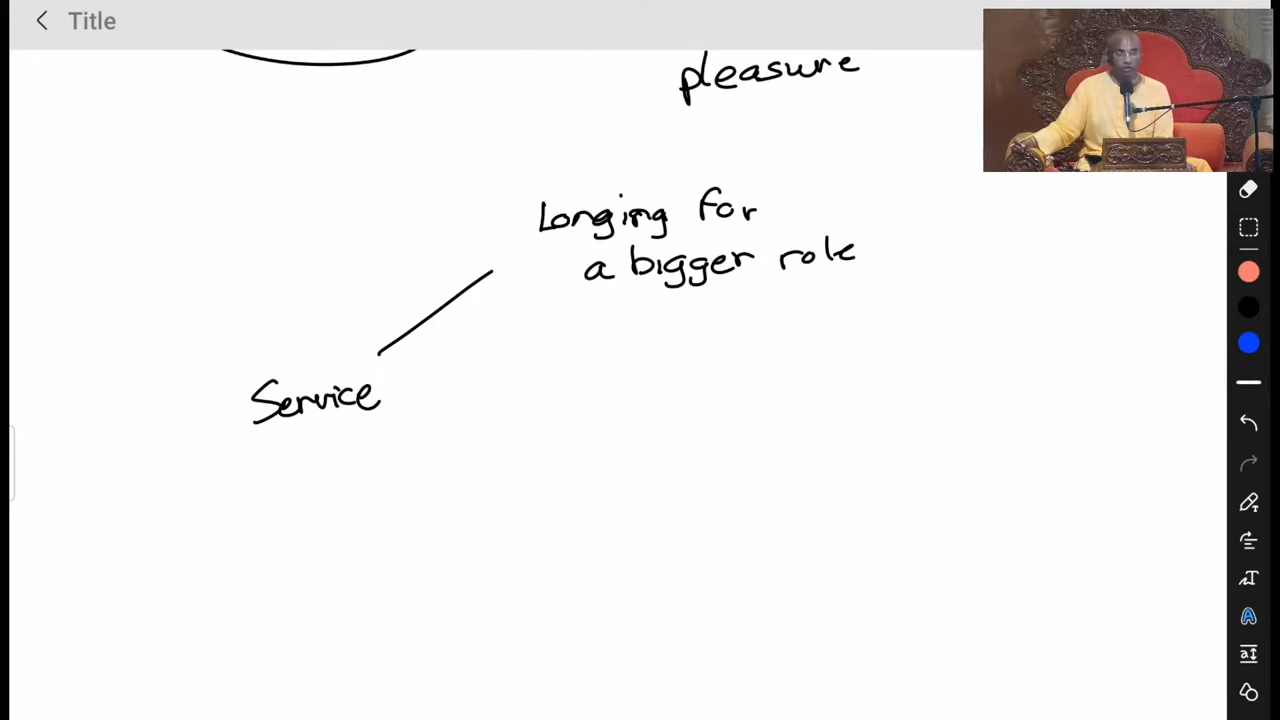 Title
pleasure
Longing for
a bigger role
Service